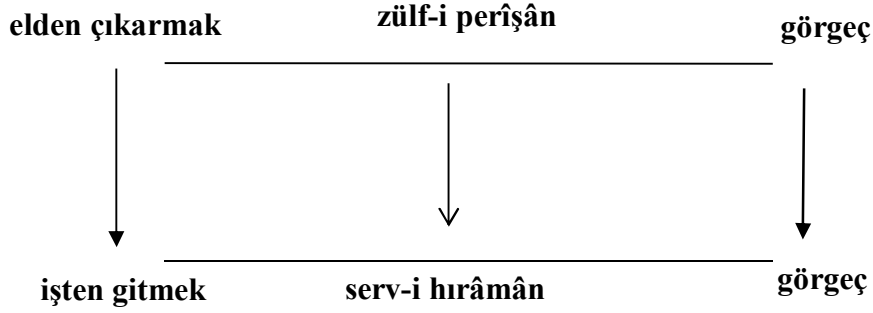 elden çıkarmak zülf-i perîşân görgeç
işten gitmek serv-i hırâmân görgeç